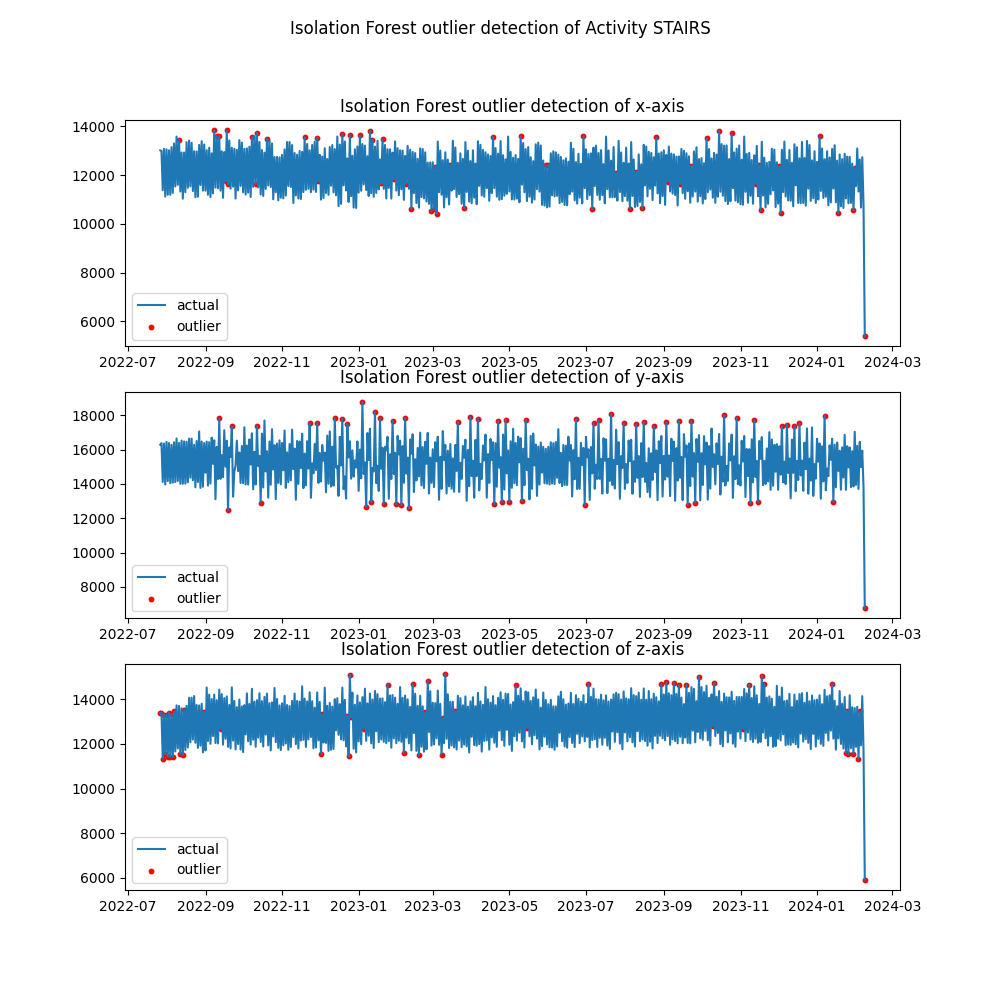 Isolation Forest outlier detection of Activity STAIRS
Isolation Forest outlier detection of x-axis
14000
12000
10000
8000
6000
actual
outlier
2022-07 2022-09 2022-11 2023-01 2023-03 2023-05 2023-07 2023-09 2023-11 2024-01 2024-03
Isolation Forest outlier detection of y-axis
18000
16000
14000
12000
10000
8000
actual
outlier
2022-07 2022-09 2022-11 2023-01 2023-03 2023-05 2023-07 2023-09 2023-11 2024-01 2024-03
Isolation Forest outlier detection of z-axis
14000
12000
10000
8000
6000
actual
outlier
2022-07 2022-09 2022-11 2023-01 2023-03 2023-05 2023-07 2023-09 2023-11 2024-01 2024-03